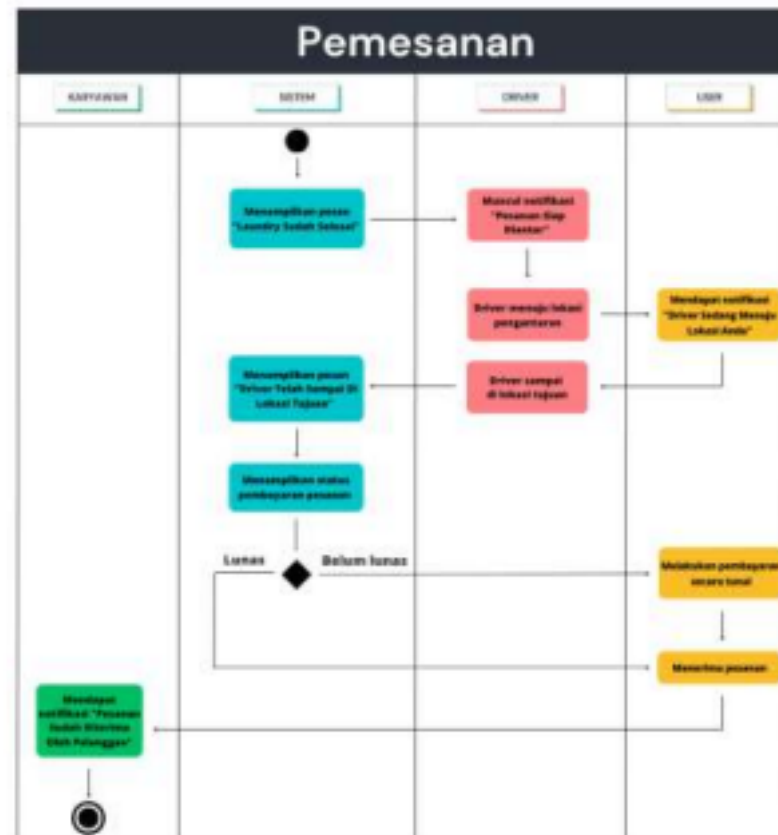 Pemesanan
KARYAWAN
SISTEM
DRIVER
USER
Menampilkan pesan
"Laundry Sudah Selesai"
Muncul notifikasi
"Pesanan Siap
Diantar"
Driver menuju lokasi
pengantaran
Mendapat notifikasi
"Driver Sedang Menuju
Lokasi Anda"
Menampilkan pesan
"Driver Telah Sampai Di
Lokasi Tujuan"
Driver sampai
di lokasi tujuan
Menampilkan status
pembayaran pesanan
Lunas
Belum lunas
Melakukan pembayaran
secara tunai
Menerima pesanan
Mendapat
notifikasi "Pesanan
Sudah Diterima
Oleh Pelanggan"